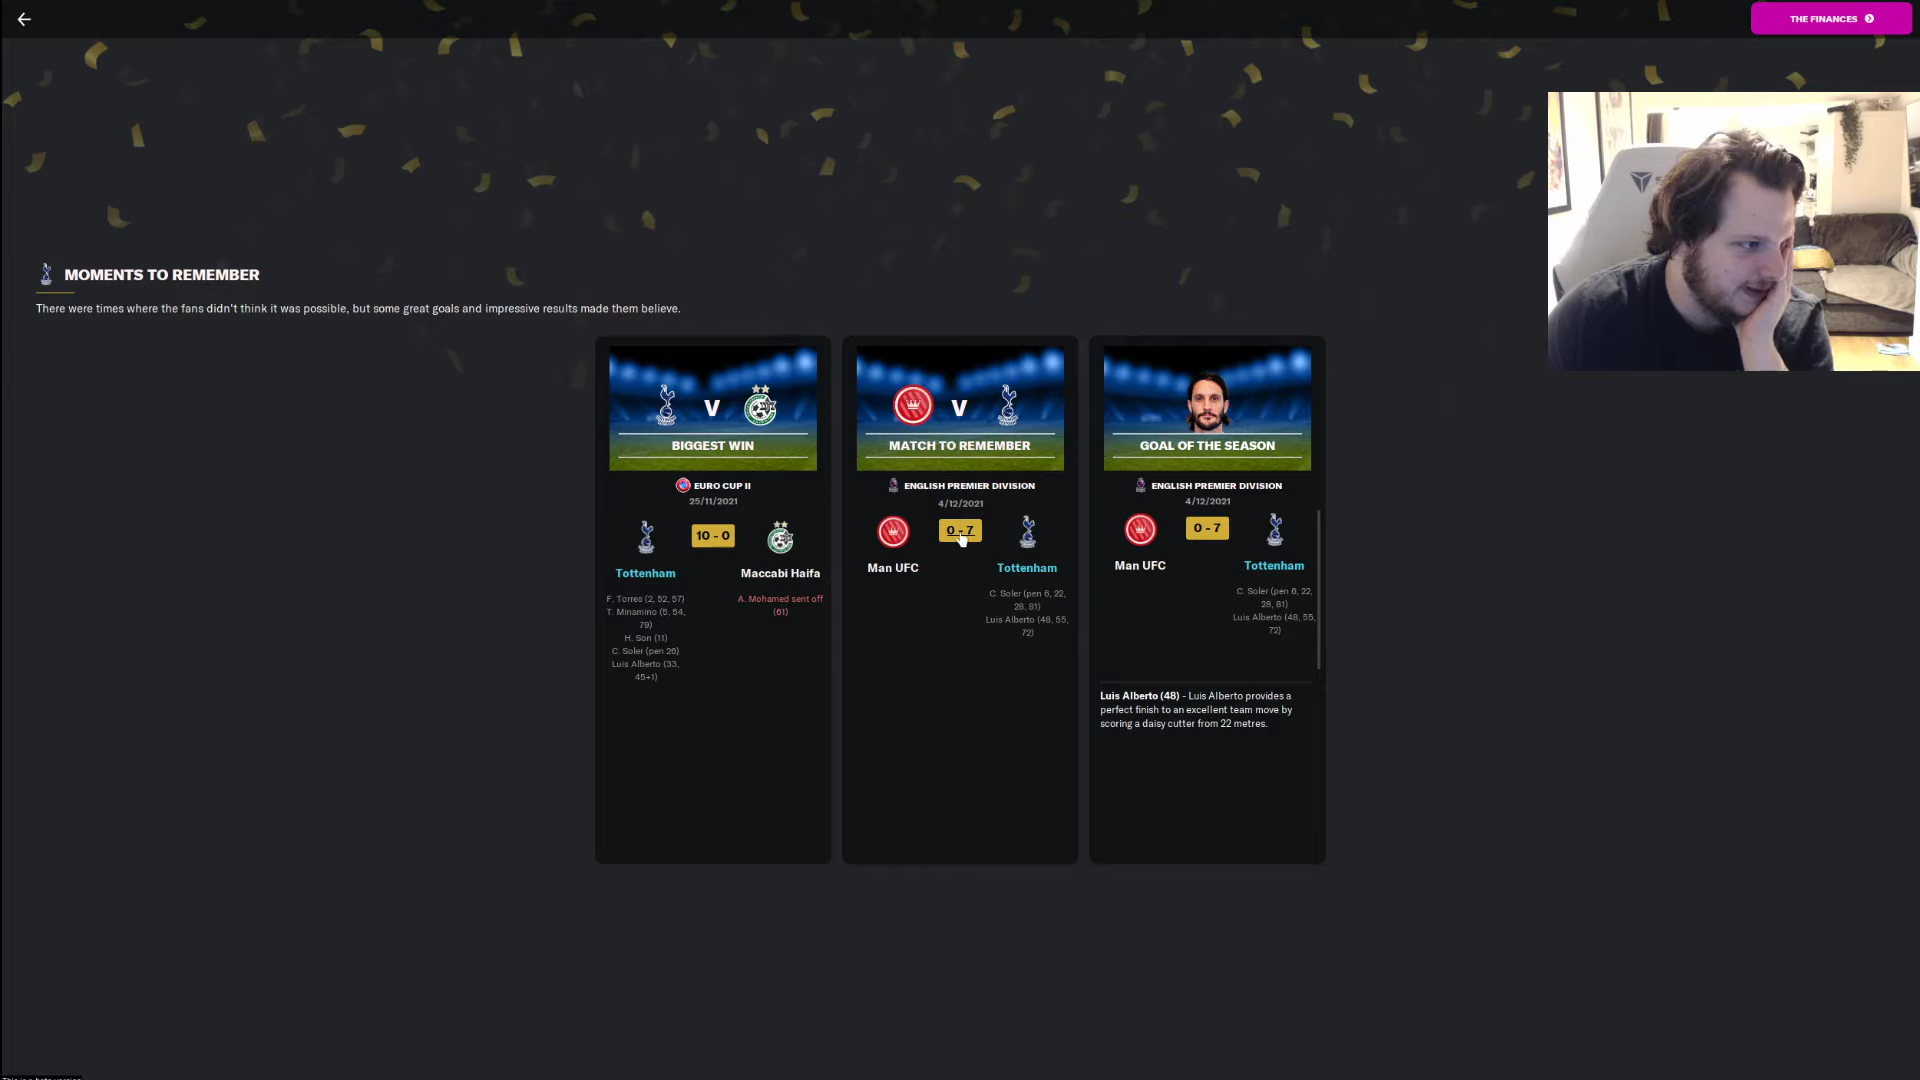 THE FINANCES
MOMENTS TO REMEMBER
There were times where the fans didn't think it was possible, but some great goals and impressive results made them believe.
V
BIGGEST WIN
EURO CUP II
25/11/2021
10 - 0
Tottenham
Maccabi Haifa
F. Torres (2, 52, 57)
T. Minamino (5, 54,
79)
H. Son (11)
C. Soler (pen 26)
Luis Alberto (33,
45+1)
A. Mohamed sent off
(61)
V
MATCH TO REMEMBER
ENGLISH PREMIER DIVISION
4/12/2021
0 - 7
Man UFC
Tottenham
C. Soler (pen 6, 22,
28, 81)
Luis Alberto (48, 55,
72)
GOAL OF THE SEASON
ENGLISH PREMIER DIVISION
4/12/2021
0 - 7
Man UFC
Tottenham
C. Soler (pen 6, 22,
28, 81)
Luis Alberto (48, 55,
72)
Luis Alberto (48) - Luis Alberto provides a
perfect finish to an excellent team move by
scoring a daisy cutter from 22 metres.